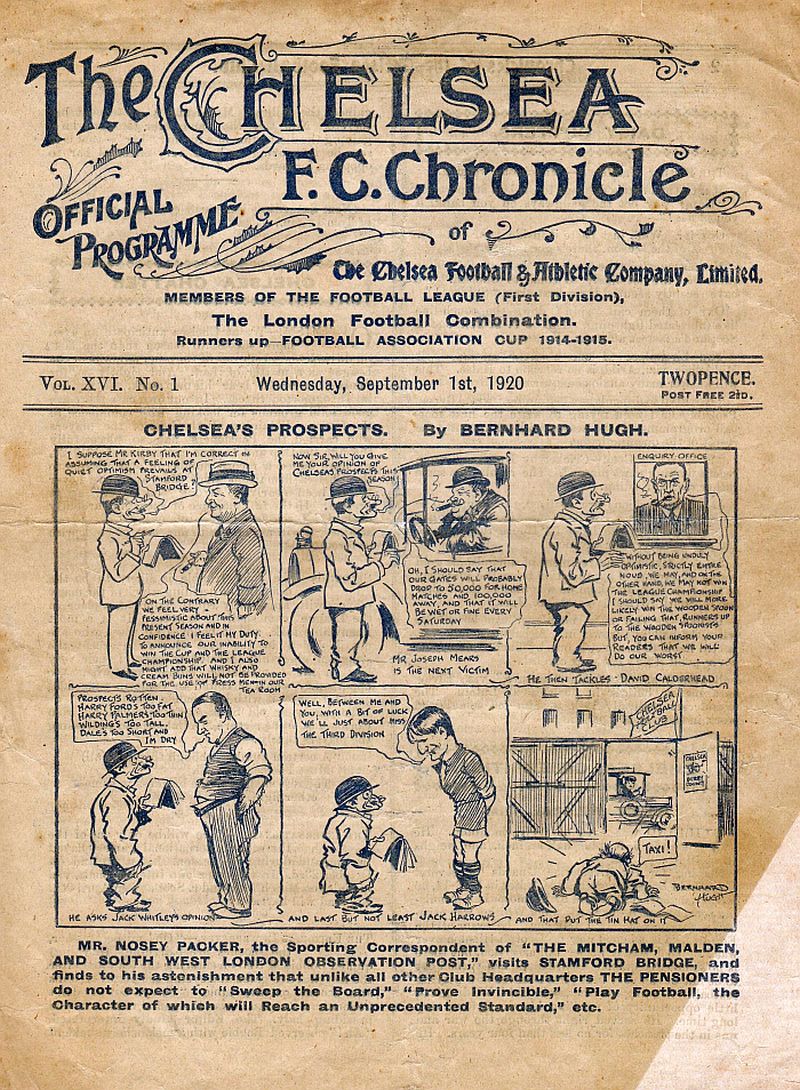 The CHELSEA
F.C. Chronicle
OFFICIAL
PROGRAMME
of
The Chelsea Football & Athletic Company, Limited.
MEMBERS OF THE FOOTBALL LEAGUE (First Division),
The London Football Combination.
Runners up—FOOTBALL ASSOCIATION CUP 1914-1915.
VOL. XVI. No. 1
Wednesday, September 1st, 1920
TWOPENCE.
POST FREE 2½D.
CHELSEA'S PROSPECTS. By BERNHARD HUGH.
I SUPPOSE MR KIRBY THAT I'M CORRECT IN
ASSUMING THAT A FEELING OF
QUIET OPTIMISM PREVAILS AT
STAMFORD
BRIDGE?
ON THE CONTRARY
WE FEEL VERY
PESSIMISTIC ABOUT THIS
PRESENT SEASON AND IN
CONFIDENCE I FEEL IT MY DUTY
TO ANNOUNCE OUR INABILITY TO
WIN THE CUP AND THE LEAGUE
CHAMPIONSHIP. AND I ALSO
MIGHT ADD THAT WHISKY AND
CREAM BUNS WILL NOT BE PROVIDED
FOR THE USE OF PRESS MEN IN OUR
TEA ROOM
NOW SIR, WILL YOU GIVE
ME YOUR OPINION OF
CHELSEA'S PROSPECTS THIS
SEASON
OH, I SHOULD SAY THAT
OUR GATES WILL PROBABLY
DROP TO 50,000 FOR HOME
MATCHES AND 100,000
AWAY, AND THAT IT WILL
BE WET OR FINE EVERY
SATURDAY
MR JOSEPH MEARS
IS THE NEXT VICTIM
ENQUIRY OFFICE
WITHOUT BEING UNDULY
OPTIMISTIC, STRICTLY ENTRE
NOUS, WE MAY, AND ON THE
OTHER HAND, WE MAY NOT WIN
THE LEAGUE CHAMPIONSHIP
I SHOULD SAY WE WILL MORE
LIKELY WIN THE WOODEN SPOON
OR FAILING THAT, RUNNERS UP
TO THE WOODEN SPOONISTS
BUT, YOU CAN INFORM YOUR
READERS THAT WE WILL
DO OUR WORST
HE THEN TACKLES DAVID CALDERHEAD
PROSPECTS ROTTEN
HARRY FORD'S TOO FAT
HARRY PALMER'S TOO THIN
WILDING'S TOO TALL
DALE'S TOO SHORT AND
I'M DRY
HE ASKS JACK WHITLEY'S OPINION
WELL, BETWEEN ME AND
YOU, WITH A BIT OF LUCK
WE'LL JUST ABOUT MISS
THE THIRD DIVISION
AND LAST BUT NOT LEAST JACK HARROWS
CHELSEA
FOOTBALL
CLUB
CHELSEA
V
DERBY
COUNTY
TAXI!
BERNHARD
HUGH
AND THAT PUT THE TIN HAT ON IT
MR. NOSEY PACKER, the Sporting Correspondent of "THE MITCHAM, MALDEN,
AND SOUTH WEST LONDON OBSERVATION POST," visits STAMFORD BRIDGE, and
finds to his astonishment that unlike all other Club Headquarters THE PENSIONERS
do not expect to "Sweep the Board," "Prove Invincible," "Play Football, the
Character of which will Reach an Unprecedented Standard," etc.